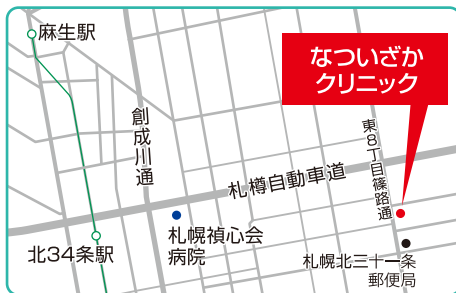 麻生駅
なついざか
クリニック
創成川通
東8丁目篠路通
札樽自動車道
札幌禎心会
病院
北34条駅
札幌北三十一条
郵便局